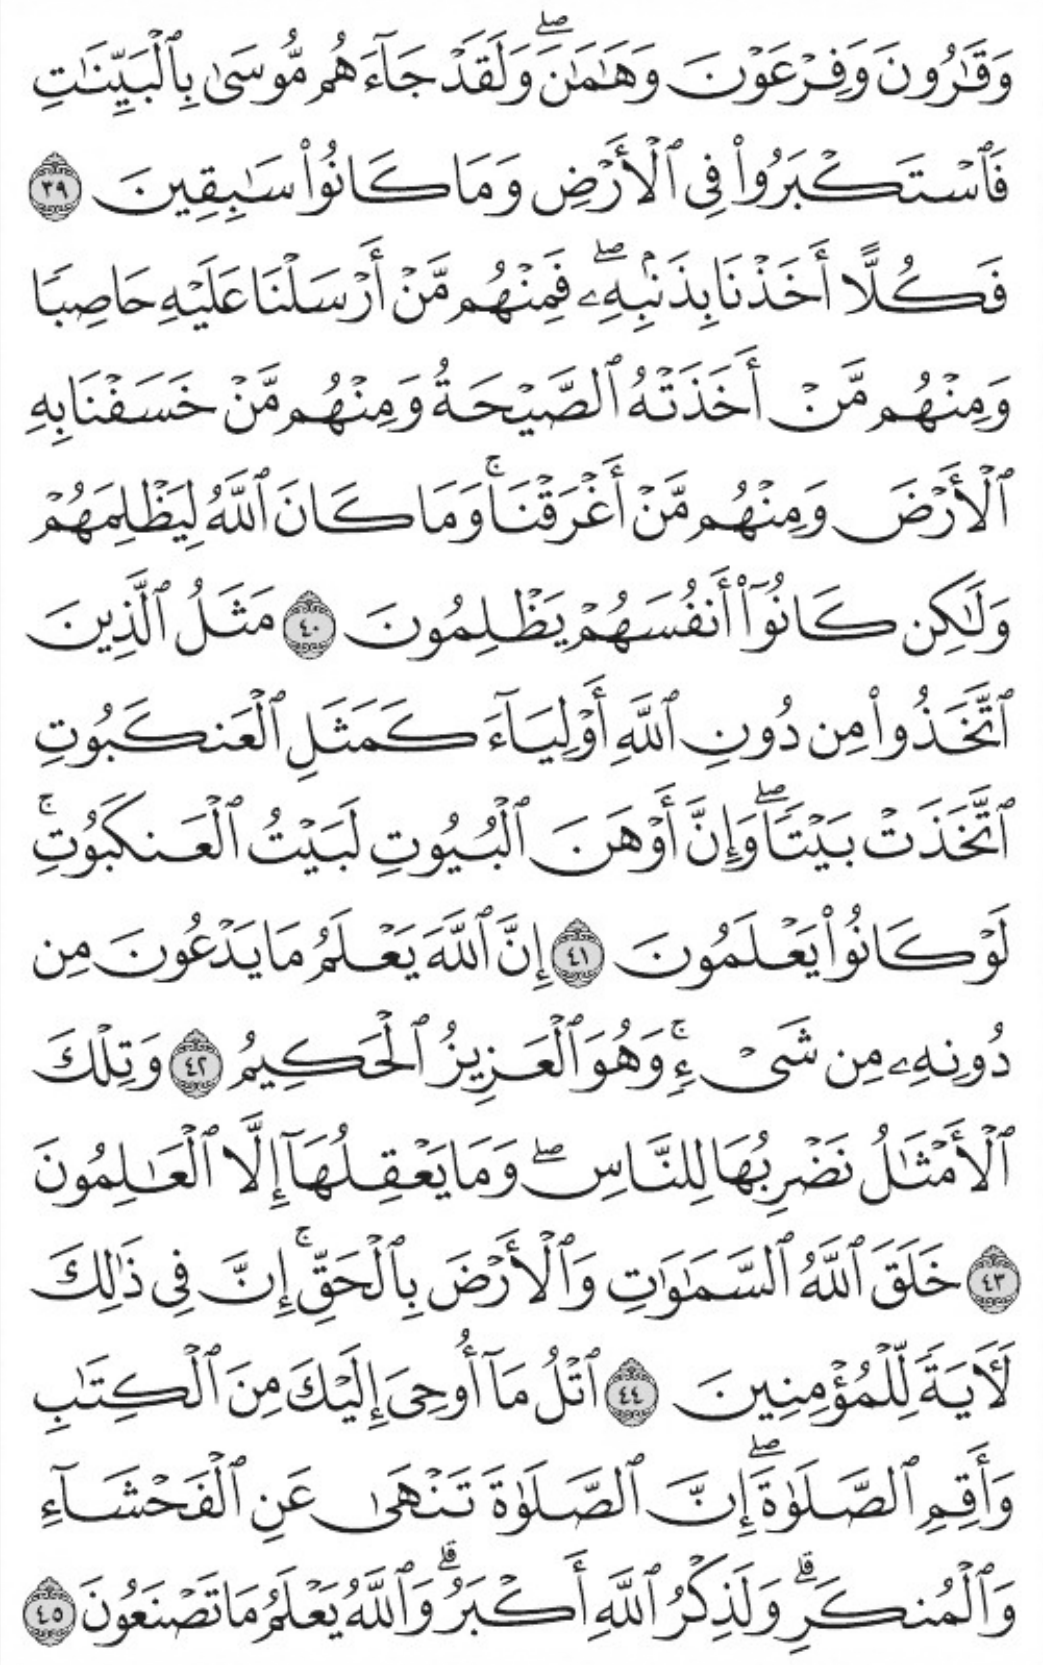 وَقَٰرُونَ وَفِرْعَوْنَ وَهَٰمَٰنَ ۖ وَلَقَدْ جَآءَهُم مُّوسَىٰ بِٱلْبَيِّنَٰتِ
فَٱسْتَكْبَرُوا۟ فِى ٱلْأَرْضِ وَمَا كَانُوا۟ سَٰبِقِينَ ٣٩
فَكُلًّا أَخَذْنَا بِذَنۢبِهِۦ ۖ فَمِنْهُم مَّنْ أَرْسَلْنَا عَلَيْهِ حَاصِبًا
وَمِنْهُم مَّنْ أَخَذَتْهُ ٱلصَّيْحَةُ وَمِنْهُم مَّنْ خَسَفْنَا بِهِ
ٱلْأَرْضَ وَمِنْهُم مَّنْ أَغْرَقْنَا ۚ وَمَا كَانَ ٱللَّهُ لِيَظْلِمَهُمْ
وَلَٰكِن كَانُوٓا۟ أَنفُسَهُمْ يَظْلِمُونَ ٤٠ مَثَلُ ٱلَّذِينَ
ٱتَّخَذُوا۟ مِن دُونِ ٱللَّهِ أَوْلِيَآءَ كَمَثَلِ ٱلْعَنكَبُوتِ
ٱتَّخَذَتْ بَيْتًا ۖ وَإِنَّ أَوْهَنَ ٱلْبُيُوتِ لَبَيْتُ ٱلْعَنكَبُوتِ ۚ
لَوْ كَانُوا۟ يَعْلَمُونَ ٤١ إِنَّ ٱللَّهَ يَعْلَمُ مَا يَدْعُونَ مِن
دُونِهِۦ مِن شَىْءٍ ۚ وَهُوَ ٱلْعَزِيزُ ٱلْحَكِيمُ ٤٢ وَتِلْكَ
ٱلْأَمْثَٰلُ نَضْرِبُهَا لِلنَّاسِ ۖ وَمَا يَعْقِلُهَآ إِلَّا ٱلْعَٰلِمُونَ
٤٣ خَلَقَ ٱللَّهُ ٱلسَّمَٰوَٰتِ وَٱلْأَرْضَ بِٱلْحَقِّ ۚ إِنَّ فِى ذَٰلِكَ
لَءَايَةً لِّلْمُؤْمِنِينَ ٤٤ ٱتْلُ مَآ أُوحِىَ إِلَيْكَ مِنَ ٱلْكِتَٰبِ
وَأَقِمِ ٱلصَّلَوٰةَ ۖ إِنَّ ٱلصَّلَوٰةَ تَنْهَىٰ عَنِ ٱلْفَحْشَآءِ
وَٱلْمُنكَرِ ۗ وَلَذِكْرُ ٱللَّهِ أَكْبَرُ ۗ وَٱللَّهُ يَعْلَمُ مَا تَصْنَعُونَ ٤٥